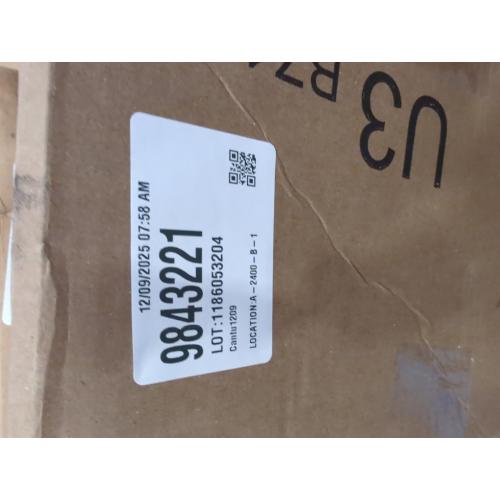 12/09/2025 07:58 AM
9843221
LOT:1186053204
Cantu1209
LOCATION:A-2400-B-1
U3